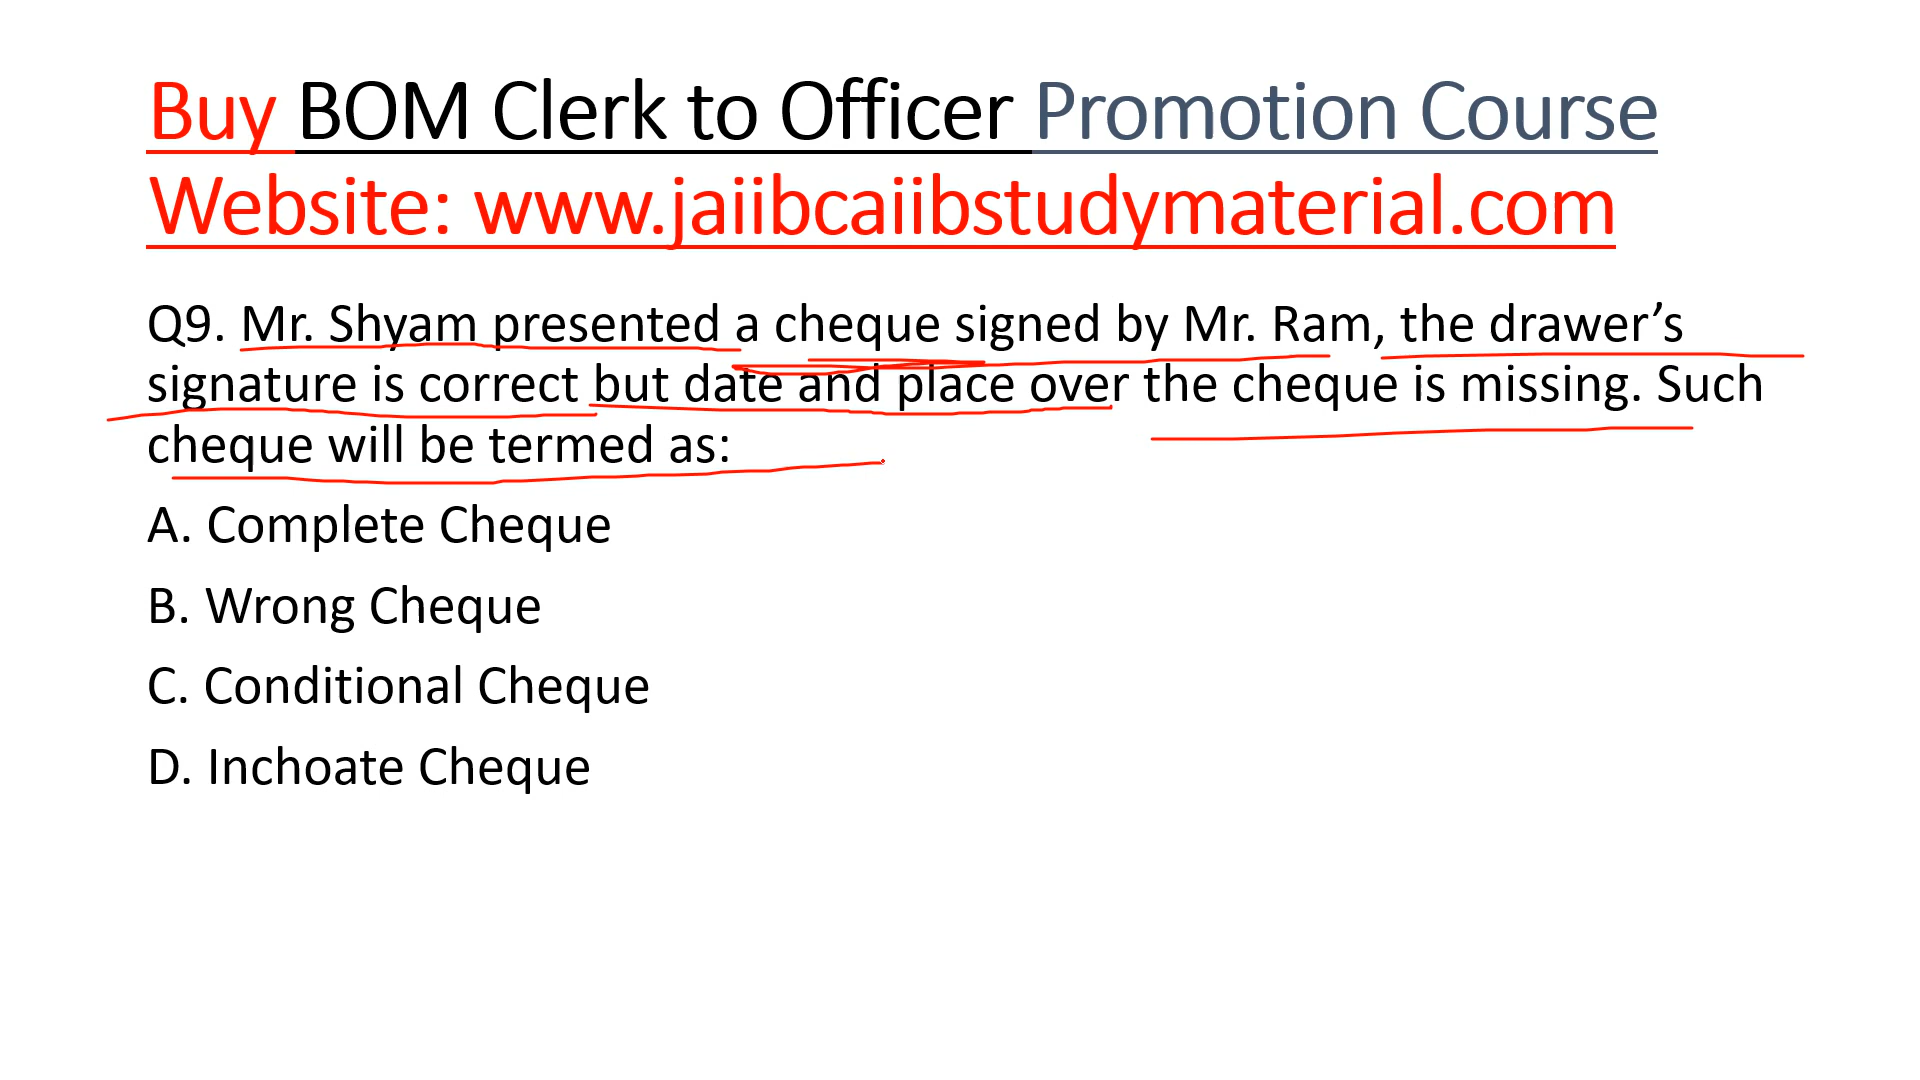 Buy BOM Clerk to Officer Promotion Course
Website: www.jaiibcaiibstudymaterial.com
Q9. Mr. Shyam presented a cheque signed by Mr. Ram, the drawer’s
signature is correct but date and place over the cheque is missing. Such
cheque will be termed as:
A. Complete Cheque
B. Wrong Cheque
C. Conditional Cheque
D. Inchoate Cheque